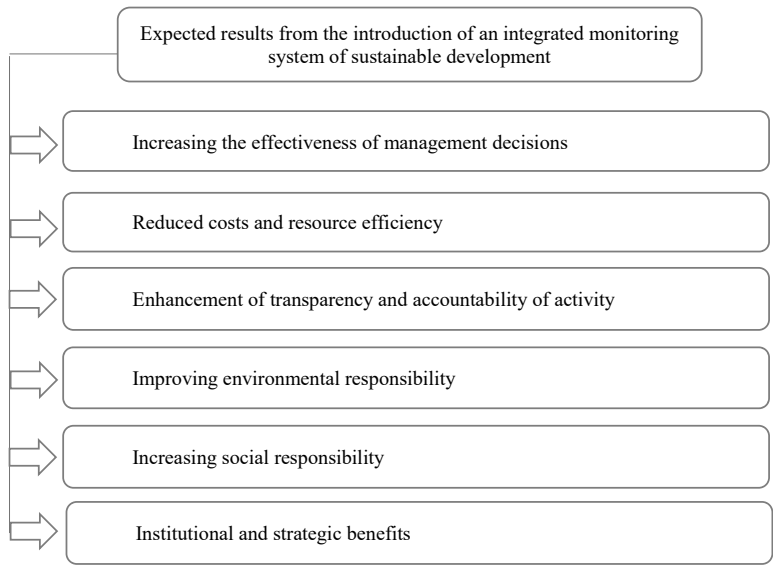 Expected results from the introduction of an integrated monitoring
system of sustainable development
Increasing the effectiveness of management decisions
Reduced costs and resource efficiency
Enhancement of transparency and accountability of activity
Improving environmental responsibility
Increasing social responsibility
Institutional and strategic benefits